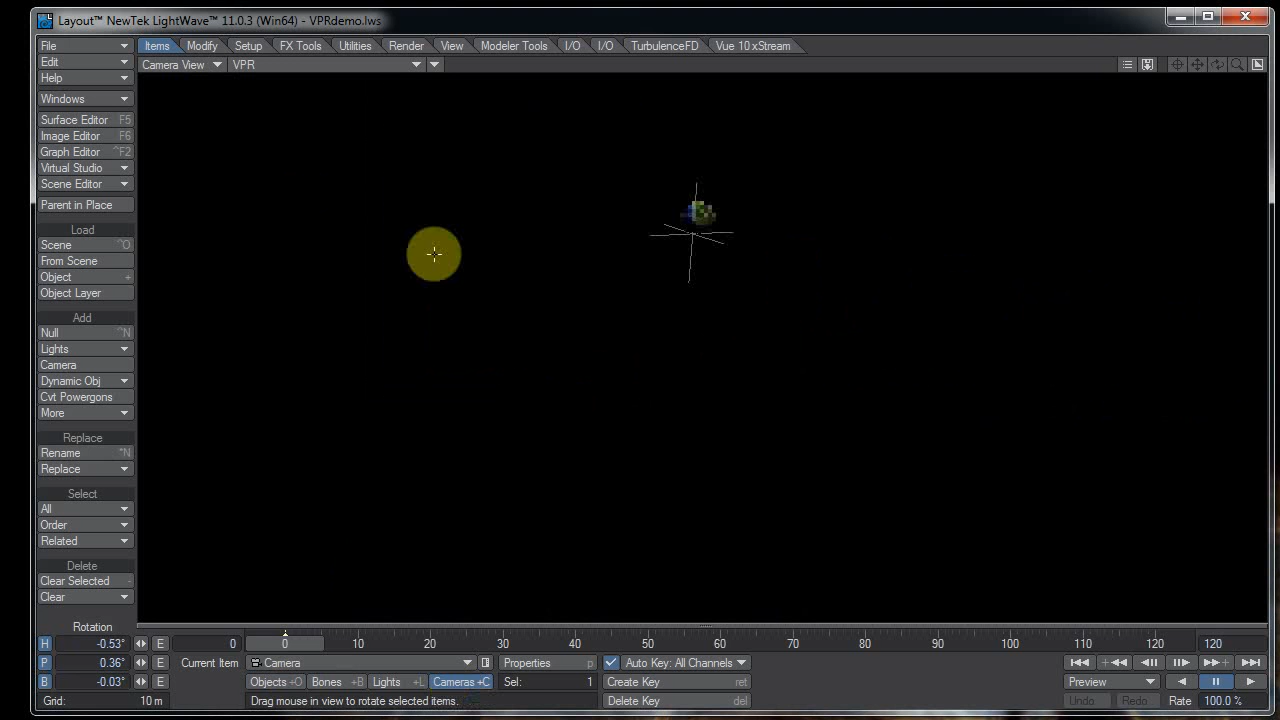 Layout™ NewTek LightWave™ 11.0.3 (Win64) - VPRdemo.lws
File Items Modify Setup FX Tools Utilities Render View Modeler Tools I/O I/O TurbulenceFD Vue 10 xStream
Edit Camera View VPR
Help
Windows
Surface Editor F5
Image Editor F6
Graph Editor ^F2
Virtual Studio
Scene Editor
Parent in Place
Load
Scene ^O
From Scene
Object +
Object Layer
Add
Null ^N
Lights
Camera
Dynamic Obj
Cvt Powergons
More
Replace
Rename *N
Replace
Select
All
Order
Related
Delete
Clear Selected -
Clear
Rotation
H -0.53° E 0 0 10 20 30 40 50 60 70 80 90 100 110 120 120
P 0.36° E Current Item Camera Properties p Auto Key: All Channels
B -0.03° E Objects +O Bones +B Lights +L Cameras +C Sel: 1 Create Key ret Preview
Grid: 10 m Drag mouse in view to rotate selected items. Delete Key del Undo Redo Rate 100.0 %